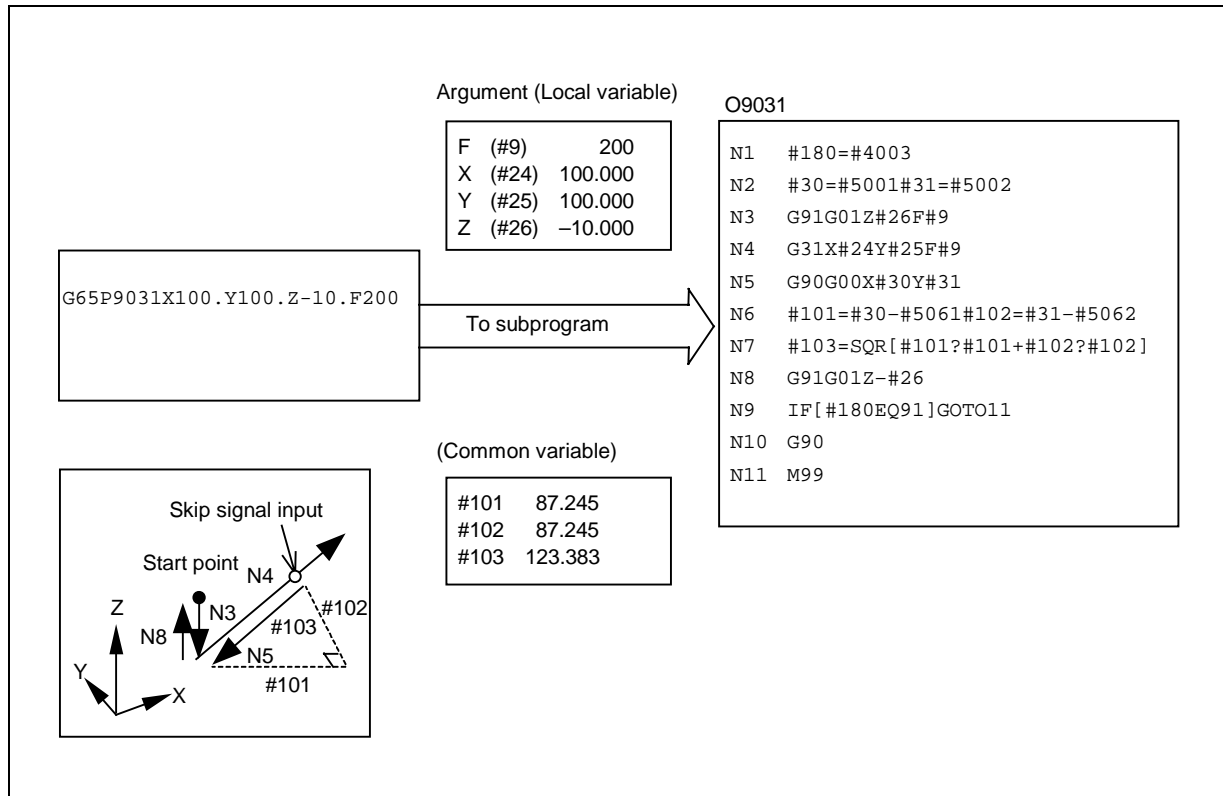 Argument (Local variable)
F (#9) 200
X (#24) 100.000
Y (#25) 100.000
Z (#26) –10.000
G65P9031X100.Y100.Z-10.F200
To subprogram
O9031
N1 #180=#4003
N2 #30=#5001#31=#5002
N3 G91G01Z#26F#9
N4 G31X#24Y#25F#9
N5 G90G00X#30Y#31
N6 #101=#30–#5061#102=#31–#5062
N7 #103=SQR[#101?#101+#102?#102]
N8 G91G01Z–#26
N9 IF[#180EQ91]GOTO11
N10 G90
N11 M99
(Common variable)
#101 87.245
#102 87.245
#103 123.383
Skip signal input
Start point
N4
Z
N3
#102
N8
#103
N5
Y
#101
X